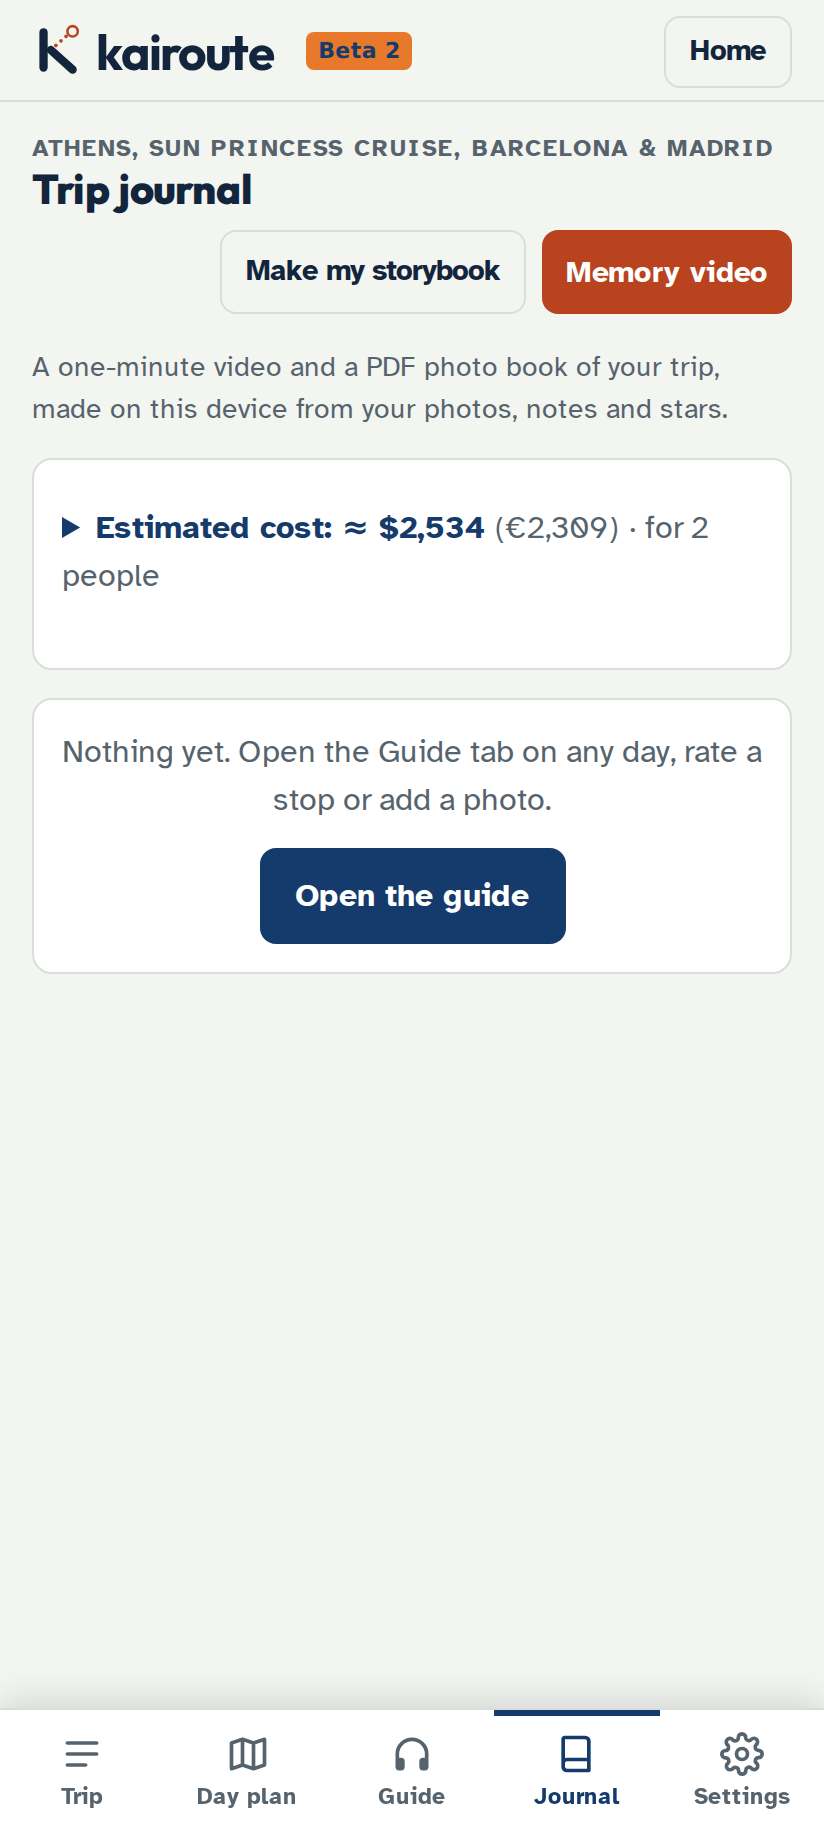 kairoute
Beta 2
Home
ATHENS, SUN PRINCESS CRUISE, BARCELONA & MADRID
Trip journal
Make my storybook
Memory video
A one-minute video and a PDF photo book of your trip,
made on this device from your photos, notes and stars.
Estimated cost: ≈ $2,534 (€2,309) · for 2
people
Nothing yet. Open the Guide tab on any day, rate a
stop or add a photo.
Open the guide
Trip
Day plan
Guide
Journal
Settings